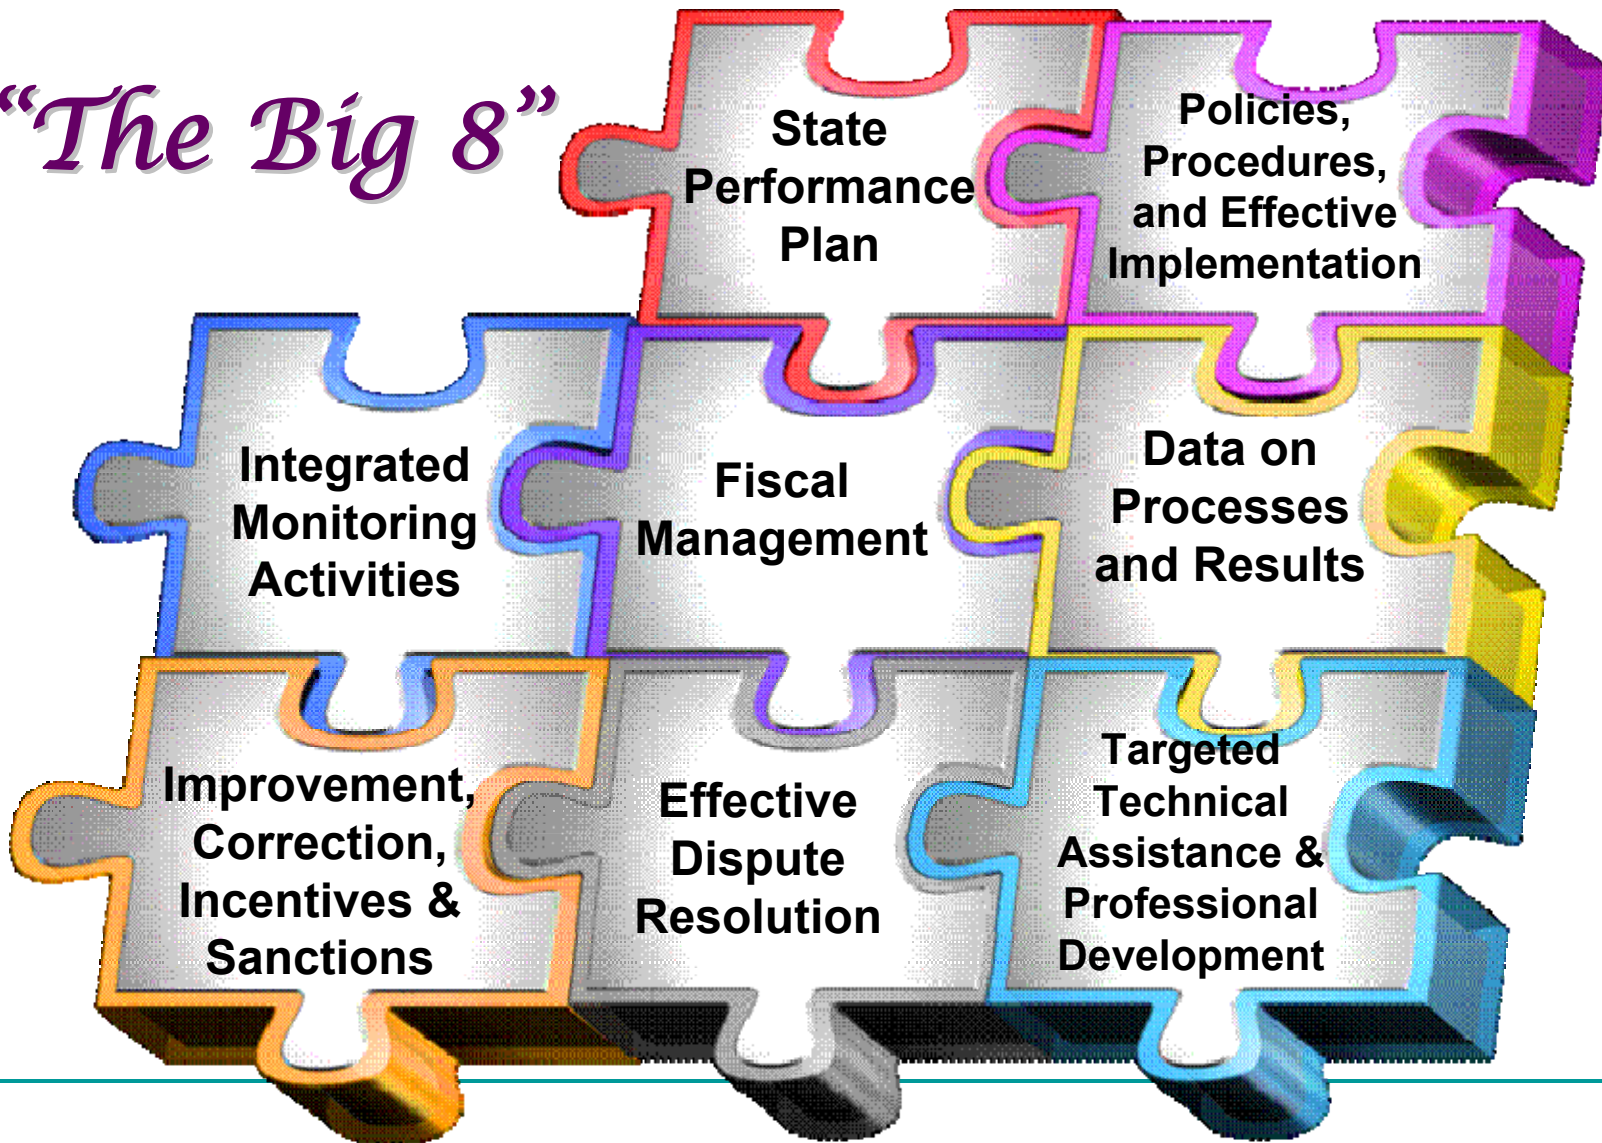 “The Big 8”
State
Performance
Plan
Policies,
Procedures,
and Effective
Implementation
Integrated
Monitoring
Activities
Fiscal
Management
Data on
Processes
and Results
Improvement,
Correction,
Incentives &
Sanctions
Effective
Dispute
Resolution
Targeted
Technical
Assistance &
Professional
Development